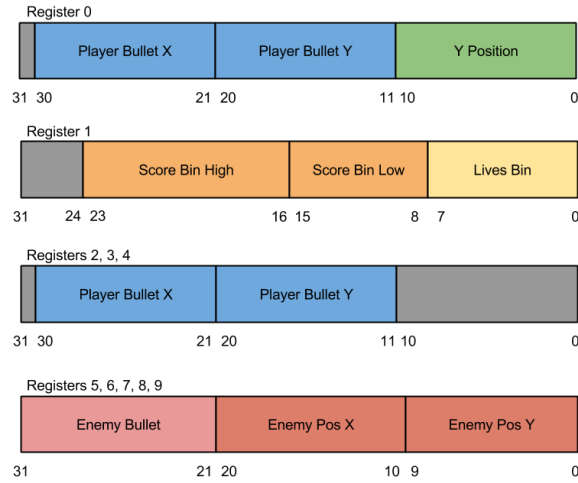 Register 0
Player Bullet X Player Bullet Y Y Position
31 30 21 20 11 10 0
Register 1
Score Bin High Score Bin Low Lives Bin
31 24 23 16 15 8 7 0
Registers 2, 3, 4
Player Bullet X Player Bullet Y
31 30 21 20 11 10 0
Registers 5, 6, 7, 8, 9
Enemy Bullet Enemy Pos X Enemy Pos Y
31 21 20 10 9 0